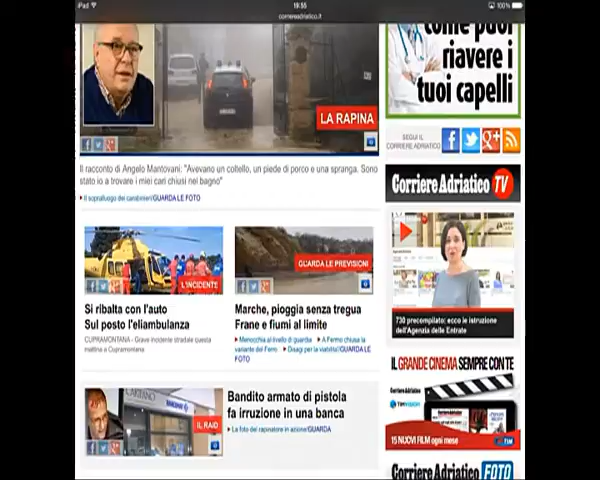 iPad
19:55
100%
corriereadriatico.it
LA RAPINA
Il racconto di Angelo Mantovani: "Avevano un coltello, un piede di porco e una spranga. Sono
stato io a trovare i miei cari chiusi nel bagno"
Il sopralluogo dei carabinieri/GUARDA LE FOTO
L'INCIDENTE
Si ribalta con l'auto
Sul posto l'eliambulanza
CUPRAMONTANA - Grave incidente stradale questa
mattina a Cupramontana
GUARDA LE PREVISIONI
Marche, pioggia senza tregua
Frane e fiumi al limite
Menocchia al livello di guardia
A Fermo chiusa la
variante del Ferro
Disagi per la viabilità/GUARDA LE
FOTO
CARIFANO
IL RAID
Bandito armato di pistola
fa irruzione in una banca
La foto del rapinatore in azione/GUARDA
come puoi
riavere i
tuoi capelli
SEGUI IL
CORRIERE ADRIATICO
Corriere Adriatico TV
730 precompilato: ecco le istruzione
dell'Agenzia delle Entrate
IL GRANDE CINEMA SEMPRE CON TE
Corriere Adriatico
TIMVISION
15 NUOVI FILM ogni mese
TIM
Corriere Adriatico FOTO